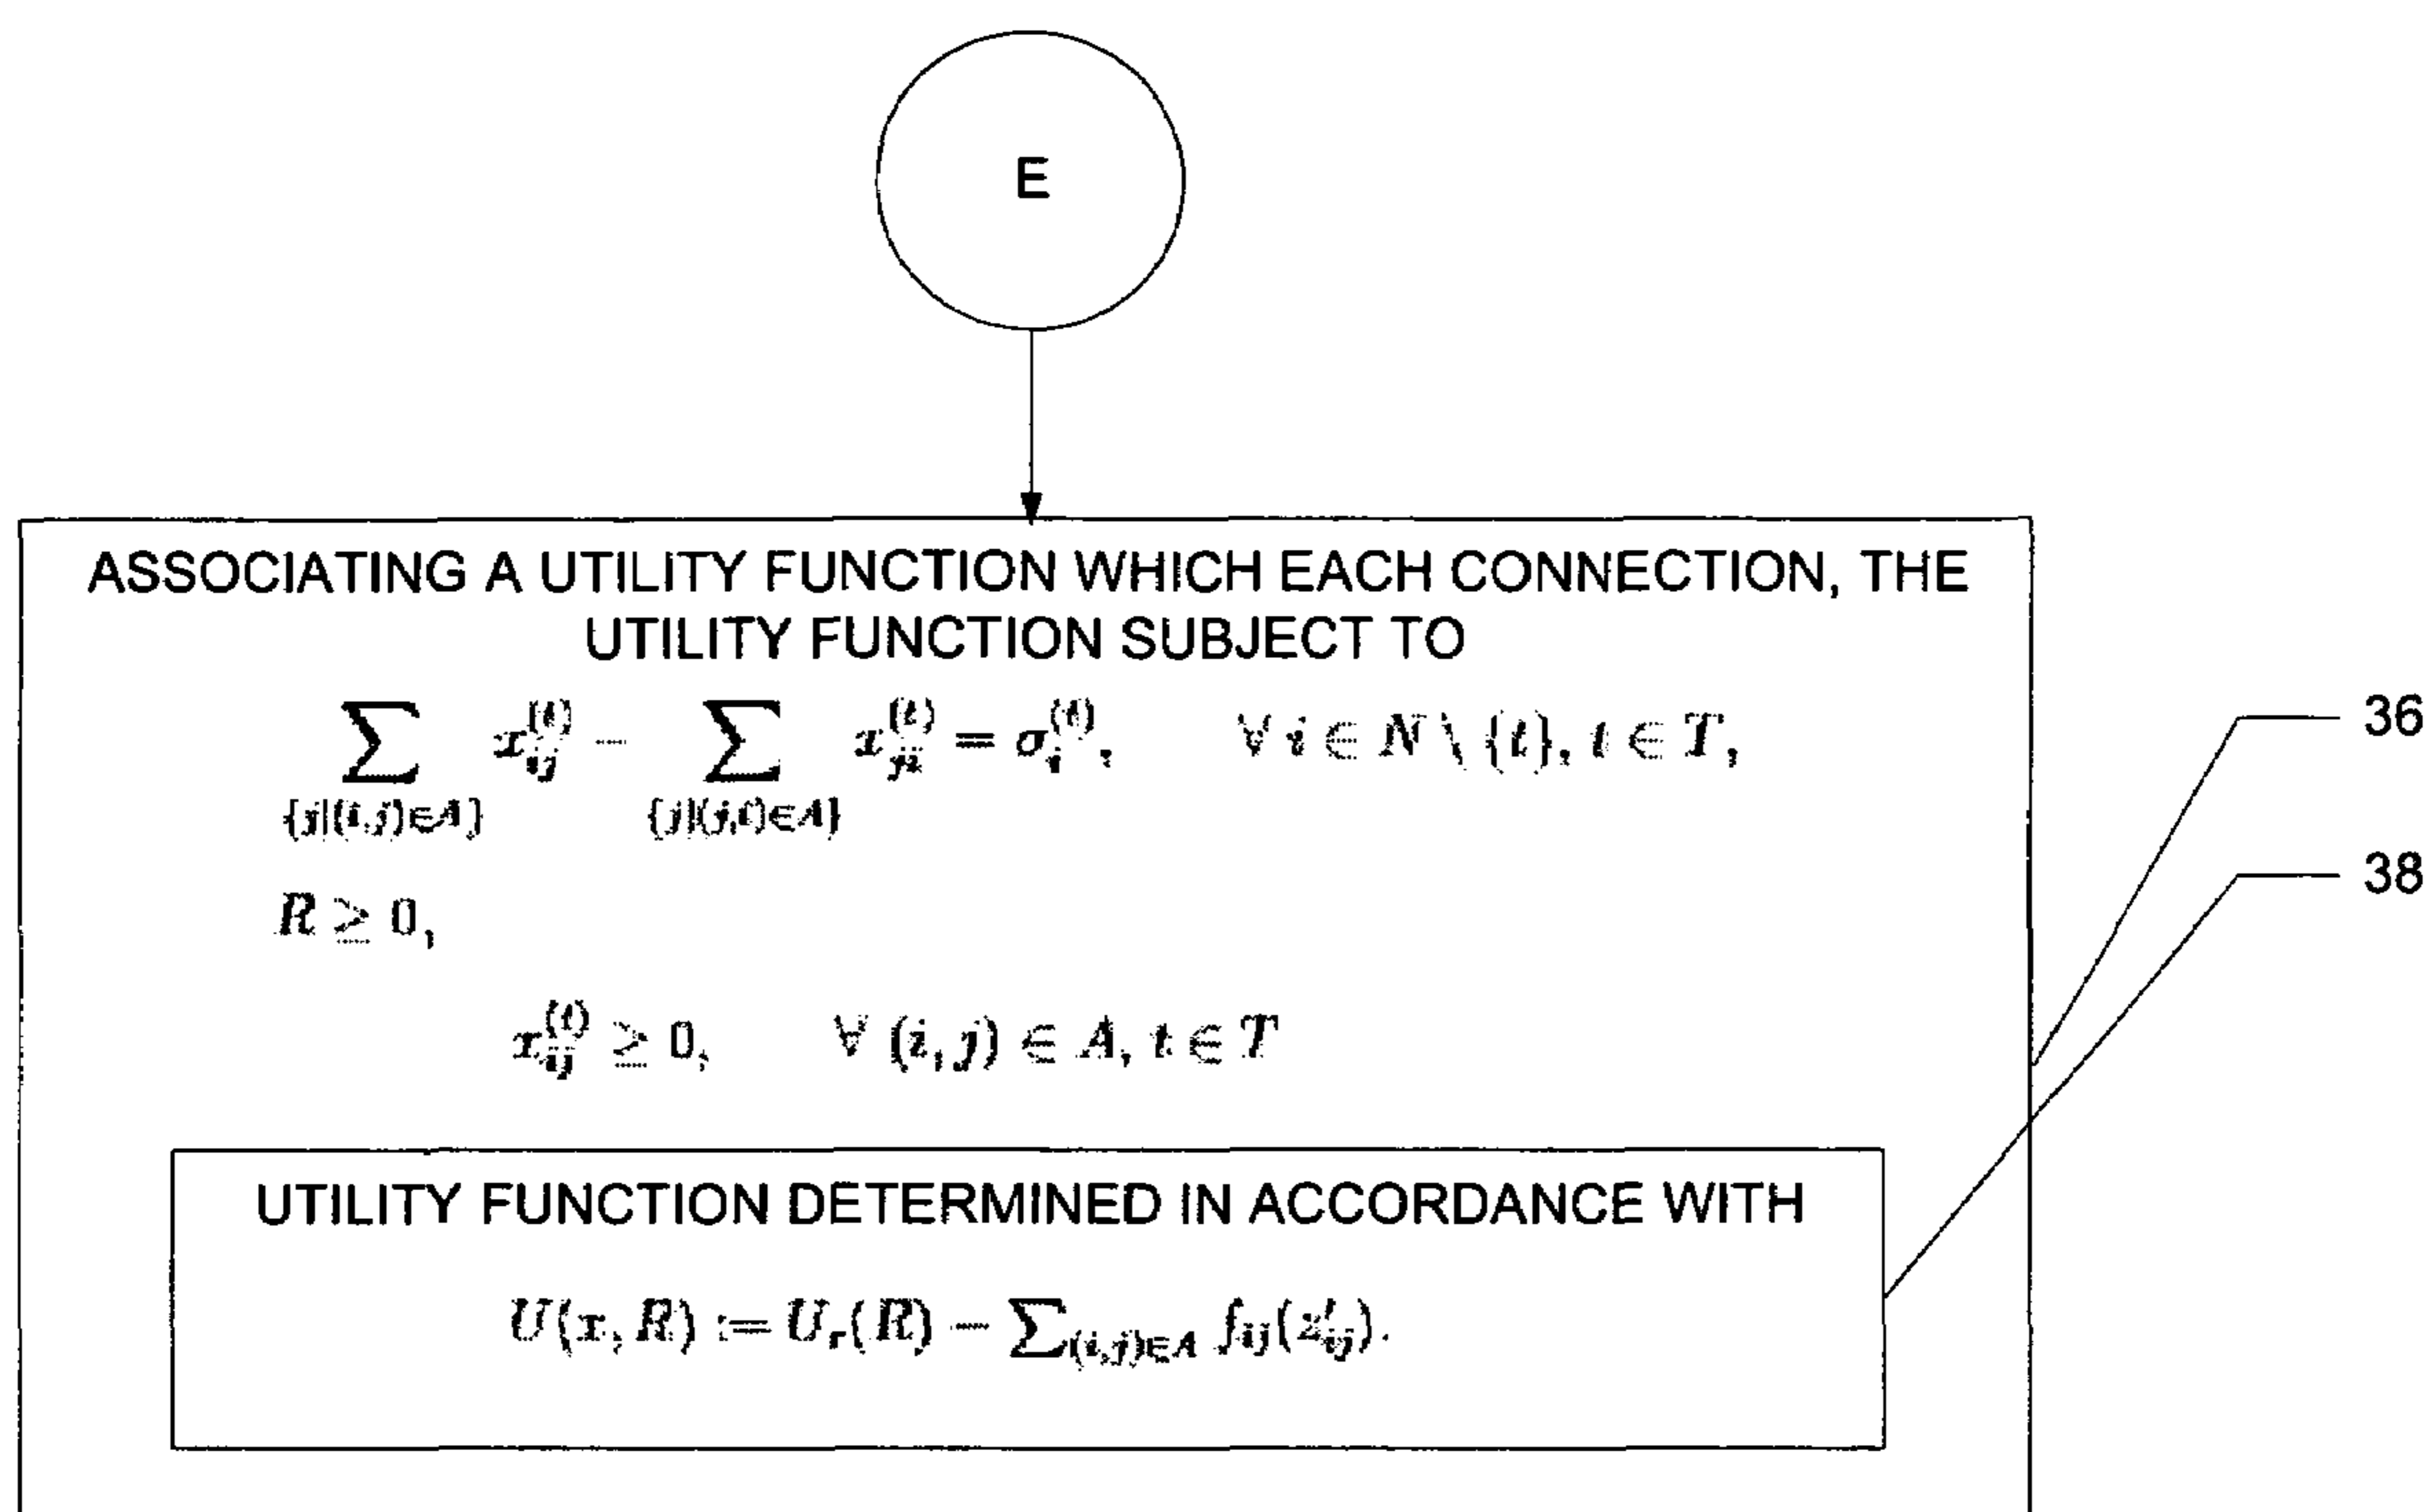 E
ASSOCIATING A UTILITY FUNCTION WHICH EACH CONNECTION, THE
UTILITY FUNCTION SUBJECT TO
∑_{{j|(i,j)∈A}} x_{ij}^{(t)} − ∑_{{j|(j,i)∈A}} x_{ji}^{(t)} = σ_i^{(t)}, ∀ i ∈ N \ {t}, t ∈ T,
36
38
R ≥ 0,
x_{ij}^{(t)} ≥ 0, ∀ (i, j) ∈ A, t ∈ T
UTILITY FUNCTION DETERMINED IN ACCORDANCE WITH
U(x, R) := U_r(R) − ∑_{(i,j)∈A} f_{ij}(z'_{ij}).